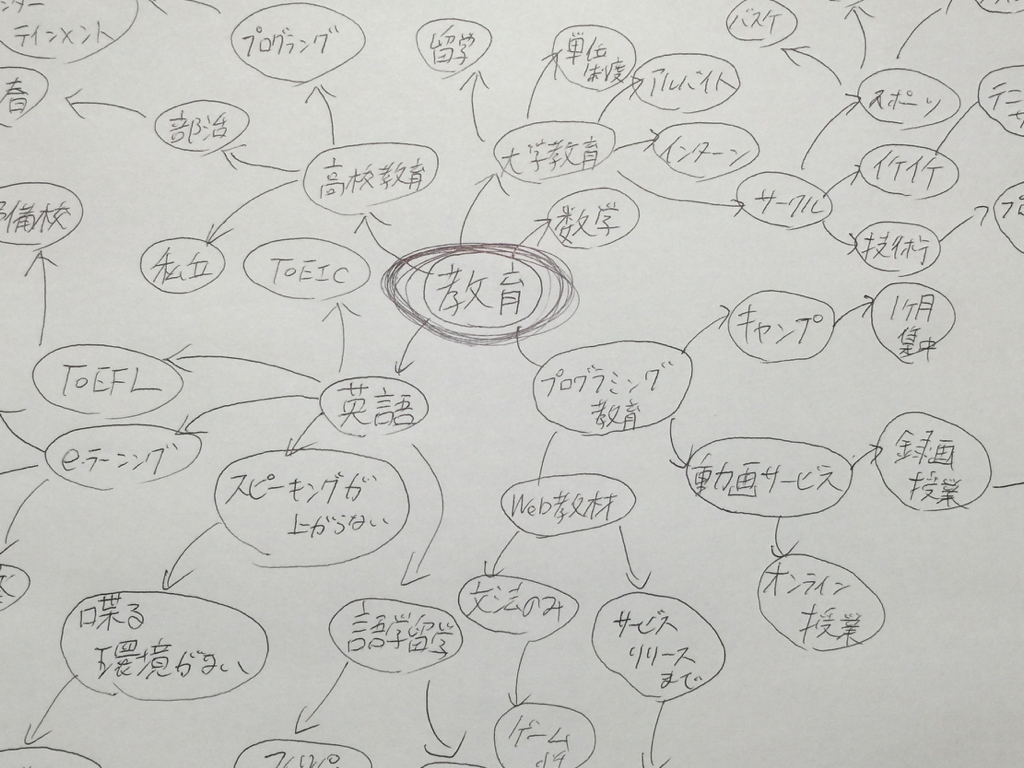 テインメント
プログラング
留学
単位
制度
アルバイト
バスケ
スポーツ
春
部活
高校教育
大学教育
インターン
イケイケ
サークル
技術
備校
私立
TOEIC
教育
数学
キャンプ
1ヶ月
集中
TOEFL
英語
プログラミング
教育
eラーニング
スピーキングが
上がらない
Web教材
動画サービス
録画
授業
オンライン
授業
喋る
環境がない
語学留学
文法のみ
サービス
リリース
まで
ゲーム